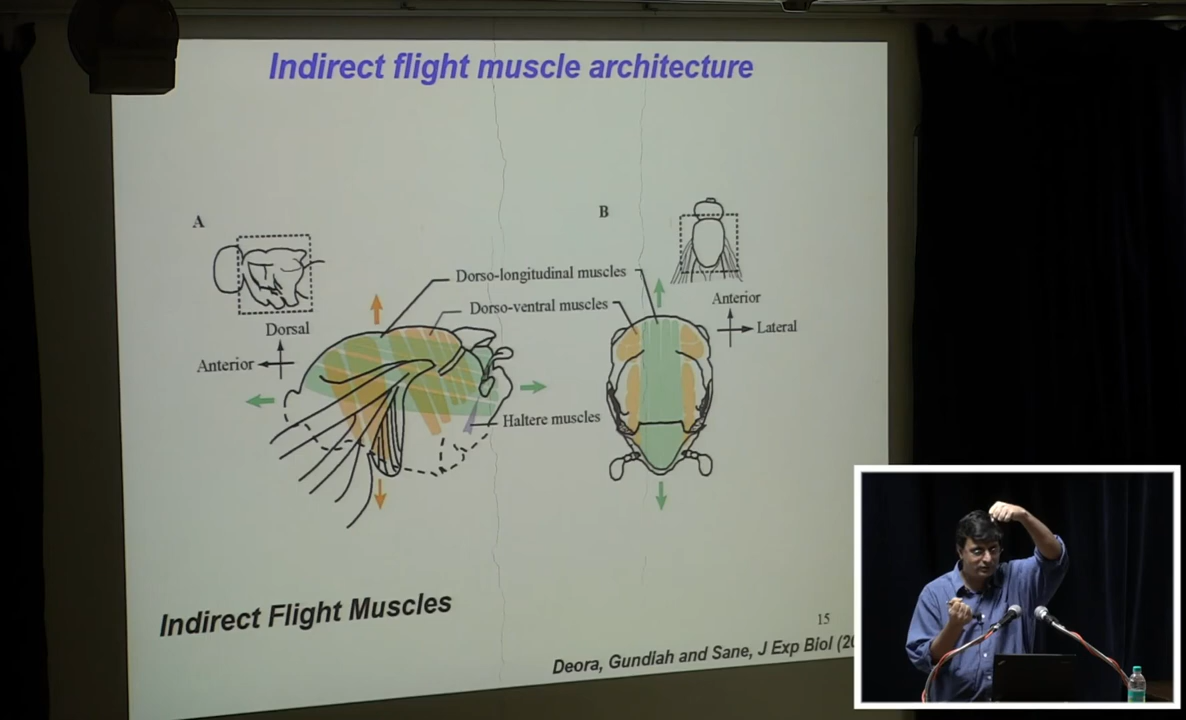 Indirect flight muscle architecture
A
B
Dorso-longitudinal muscles
Dorso-ventral muscles
Anterior
Lateral
Dorsal
Anterior
Haltere muscles
Indirect Flight Muscles
15
Deora, Gundiah and Sane, J Exp Biol (20